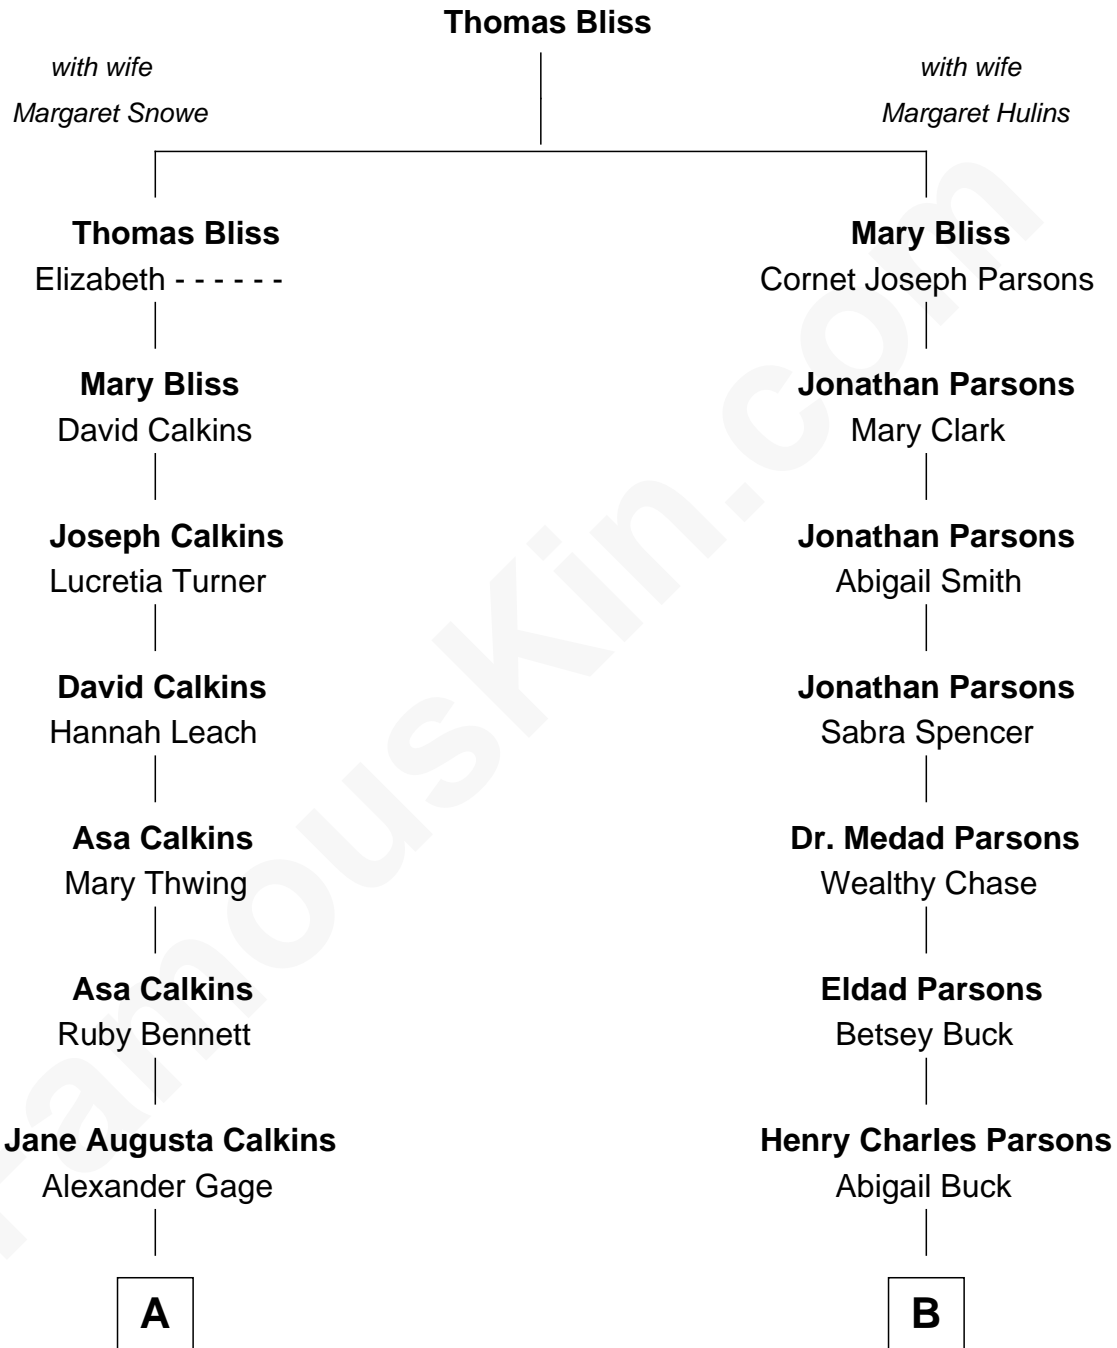 Thomas Bliss
with wife
Margaret Snowe
with wife
Margaret Hulins
Thomas Bliss
Elizabeth - - - - - -
Mary Bliss
Cornet Joseph Parsons
Mary Bliss
David Calkins
Jonathan Parsons
Mary Clark
Joseph Calkins
Lucretia Turner
Jonathan Parsons
Abigail Smith
David Calkins
Hannah Leach
Jonathan Parsons
Sabra Spencer
Asa Calkins
Mary Thwing
Dr. Medad Parsons
Wealthy Chase
Asa Calkins
Ruby Bennett
Eldad Parsons
Betsey Buck
Jane Augusta Calkins
Alexander Gage
Henry Charles Parsons
Abigail Buck
A
B
FamousKin.com